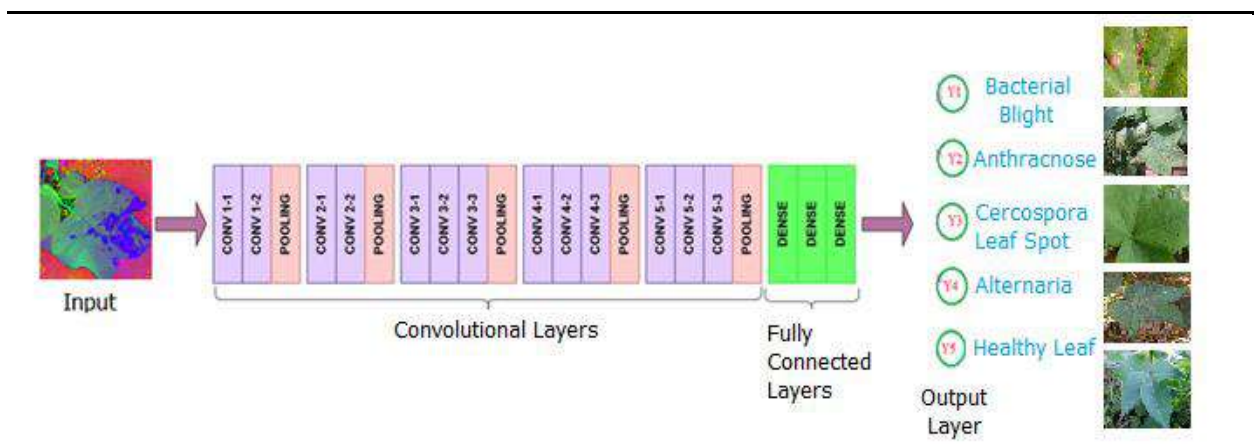 Input
CONV 1-1
CONV 1-2
POOLING
CONV 2-1
CONV 2-2
POOLING
CONV 3-1
CONV 3-2
CONV 3-3
POOLING
CONV 4-1
CONV 4-2
CONV 4-3
POOLING
CONV 5-1
CONV 5-2
CONV 5-3
POOLING
DENSE
DENSE
DENSE
Convolutional Layers
Fully
Connected
Layers
Y1
Bacterial
Blight
Y2
Anthracnose
Y3
Cercospora
Leaf Spot
Y4
Alternaria
Y5
Healthy Leaf
Output
Layer